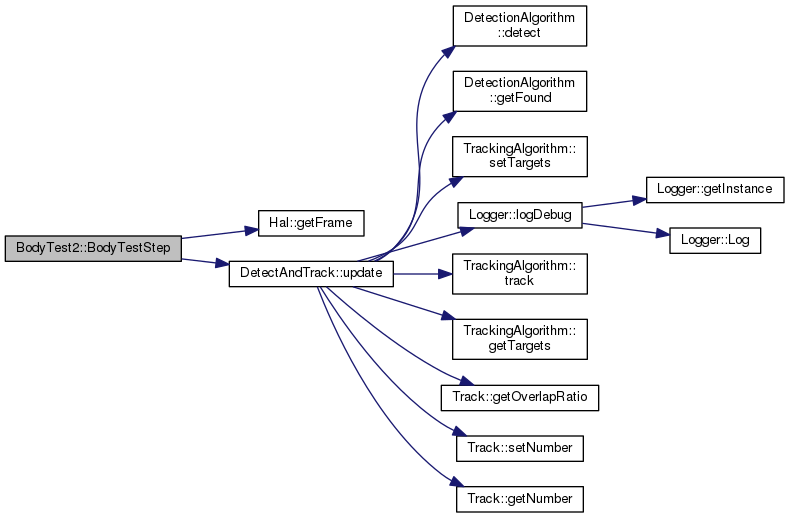 DetectionAlgorithm
::detect
DetectionAlgorithm
::getFound
TrackingAlgorithm::
setTargets
Logger::getInstance
Logger::logDebug
Hal::getFrame
Logger::Log
BodyTest2::BodyTestStep
DetectAndTrack::update
TrackingAlgorithm::
track
TrackingAlgorithm::
getTargets
Track::getOverlapRatio
Track::setNumber
Track::getNumber